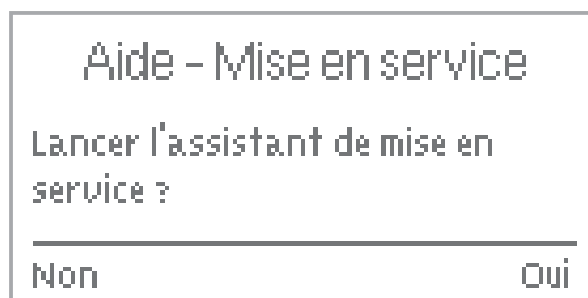 Aide - Mise en service
Lancer l'assistant de mise en
service ?
Non Oui